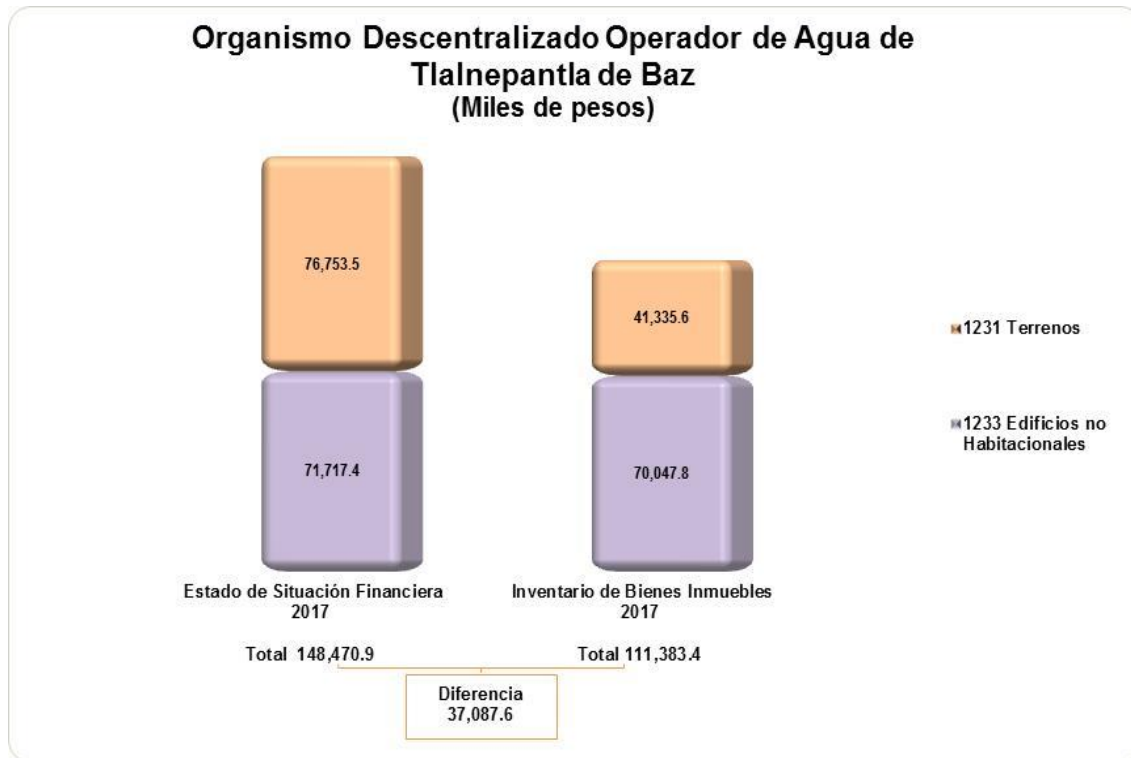 Organismo Descentralizado Operador de Agua de
Tlalnepantla de Baz
(Miles de pesos)
76,753.5
41,335.6
71,717.4
70,047.8
1231 Terrenos
1233 Edificios no
Habitacionales
Estado de Situación Financiera
2017
Inventario de Bienes Inmuebles
2017
Total 148,470.9
Total 111,383.4
Diferencia
37,087.6